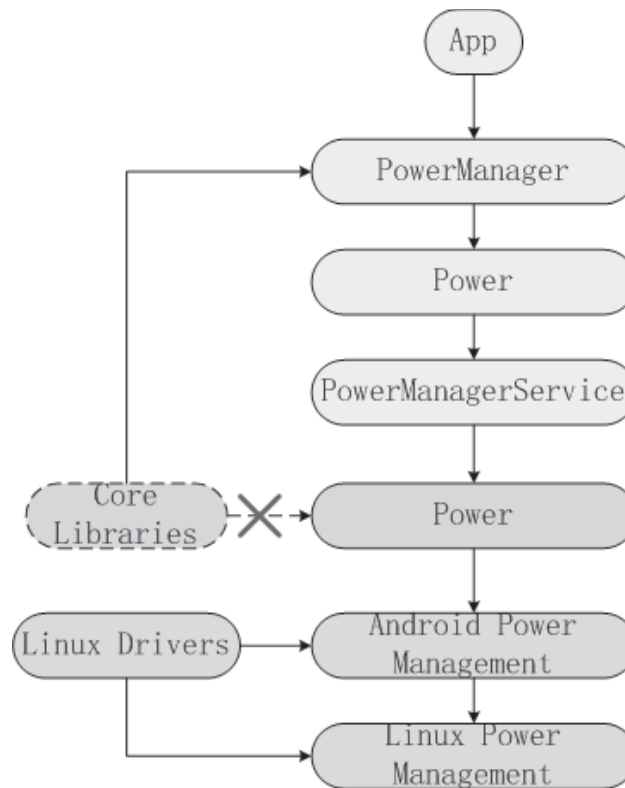 App
PowerManager
Power
PowerManagerService
Core
Libraries
Power
Linux Drivers
Android Power
Management
Linux Power
Management